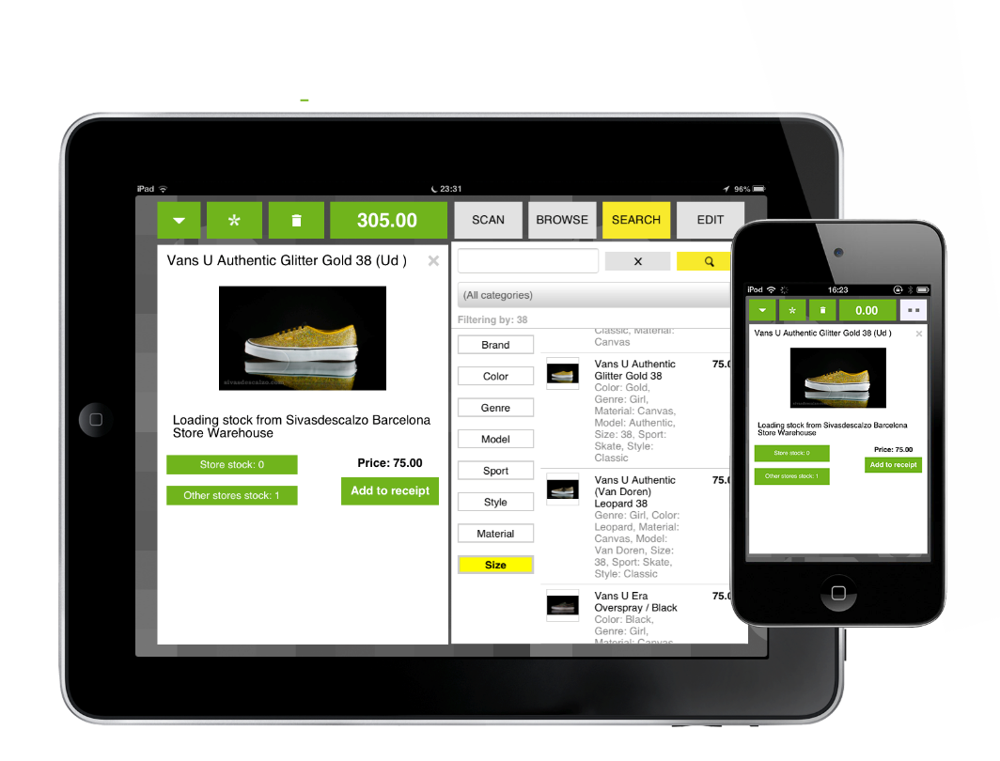 iPad
23:31
96%
305.00
SCAN
BROWSE
SEARCH
EDIT
Vans U Authentic Glitter Gold 38 (Ud )
sivasdescalzo.com
Loading stock from Sivasdescalzo Barcelona
Store Warehouse
Store stock: 0
Price: 75.00
Other stores stock: 1
Add to receipt
(All categories)
Filtering by: 38
Brand
Color
Genre
Model
Sport
Style
Material
Size
Classic, Material:
Canvas
Vans U Authentic
Glitter Gold 38
75.0
Color: Gold,
Genre: Girl,
Material: Canvas,
Model: Authentic,
Size: 38, Sport:
Skate, Style:
Classic
Vans U Authentic
(Van Doren)
Leopard 38
75.0
Genre: Girl, Color:
Leopard, Material:
Canvas, Model:
Van Doren, Size:
38, Sport: Skate,
Style: Classic
Vans U Era
Overspray / Black
75.0
Color: Black,
Genre: Girl,
Material: Canvas
iPod
16:23
0.00
Vans U Authentic Glitter Gold 38 (Ud )
Loading stock from Sivasdescalzo Barcelona
Store Warehouse
Store stock: 0
Price: 75.00
Other stores stock: 1
Add to receipt